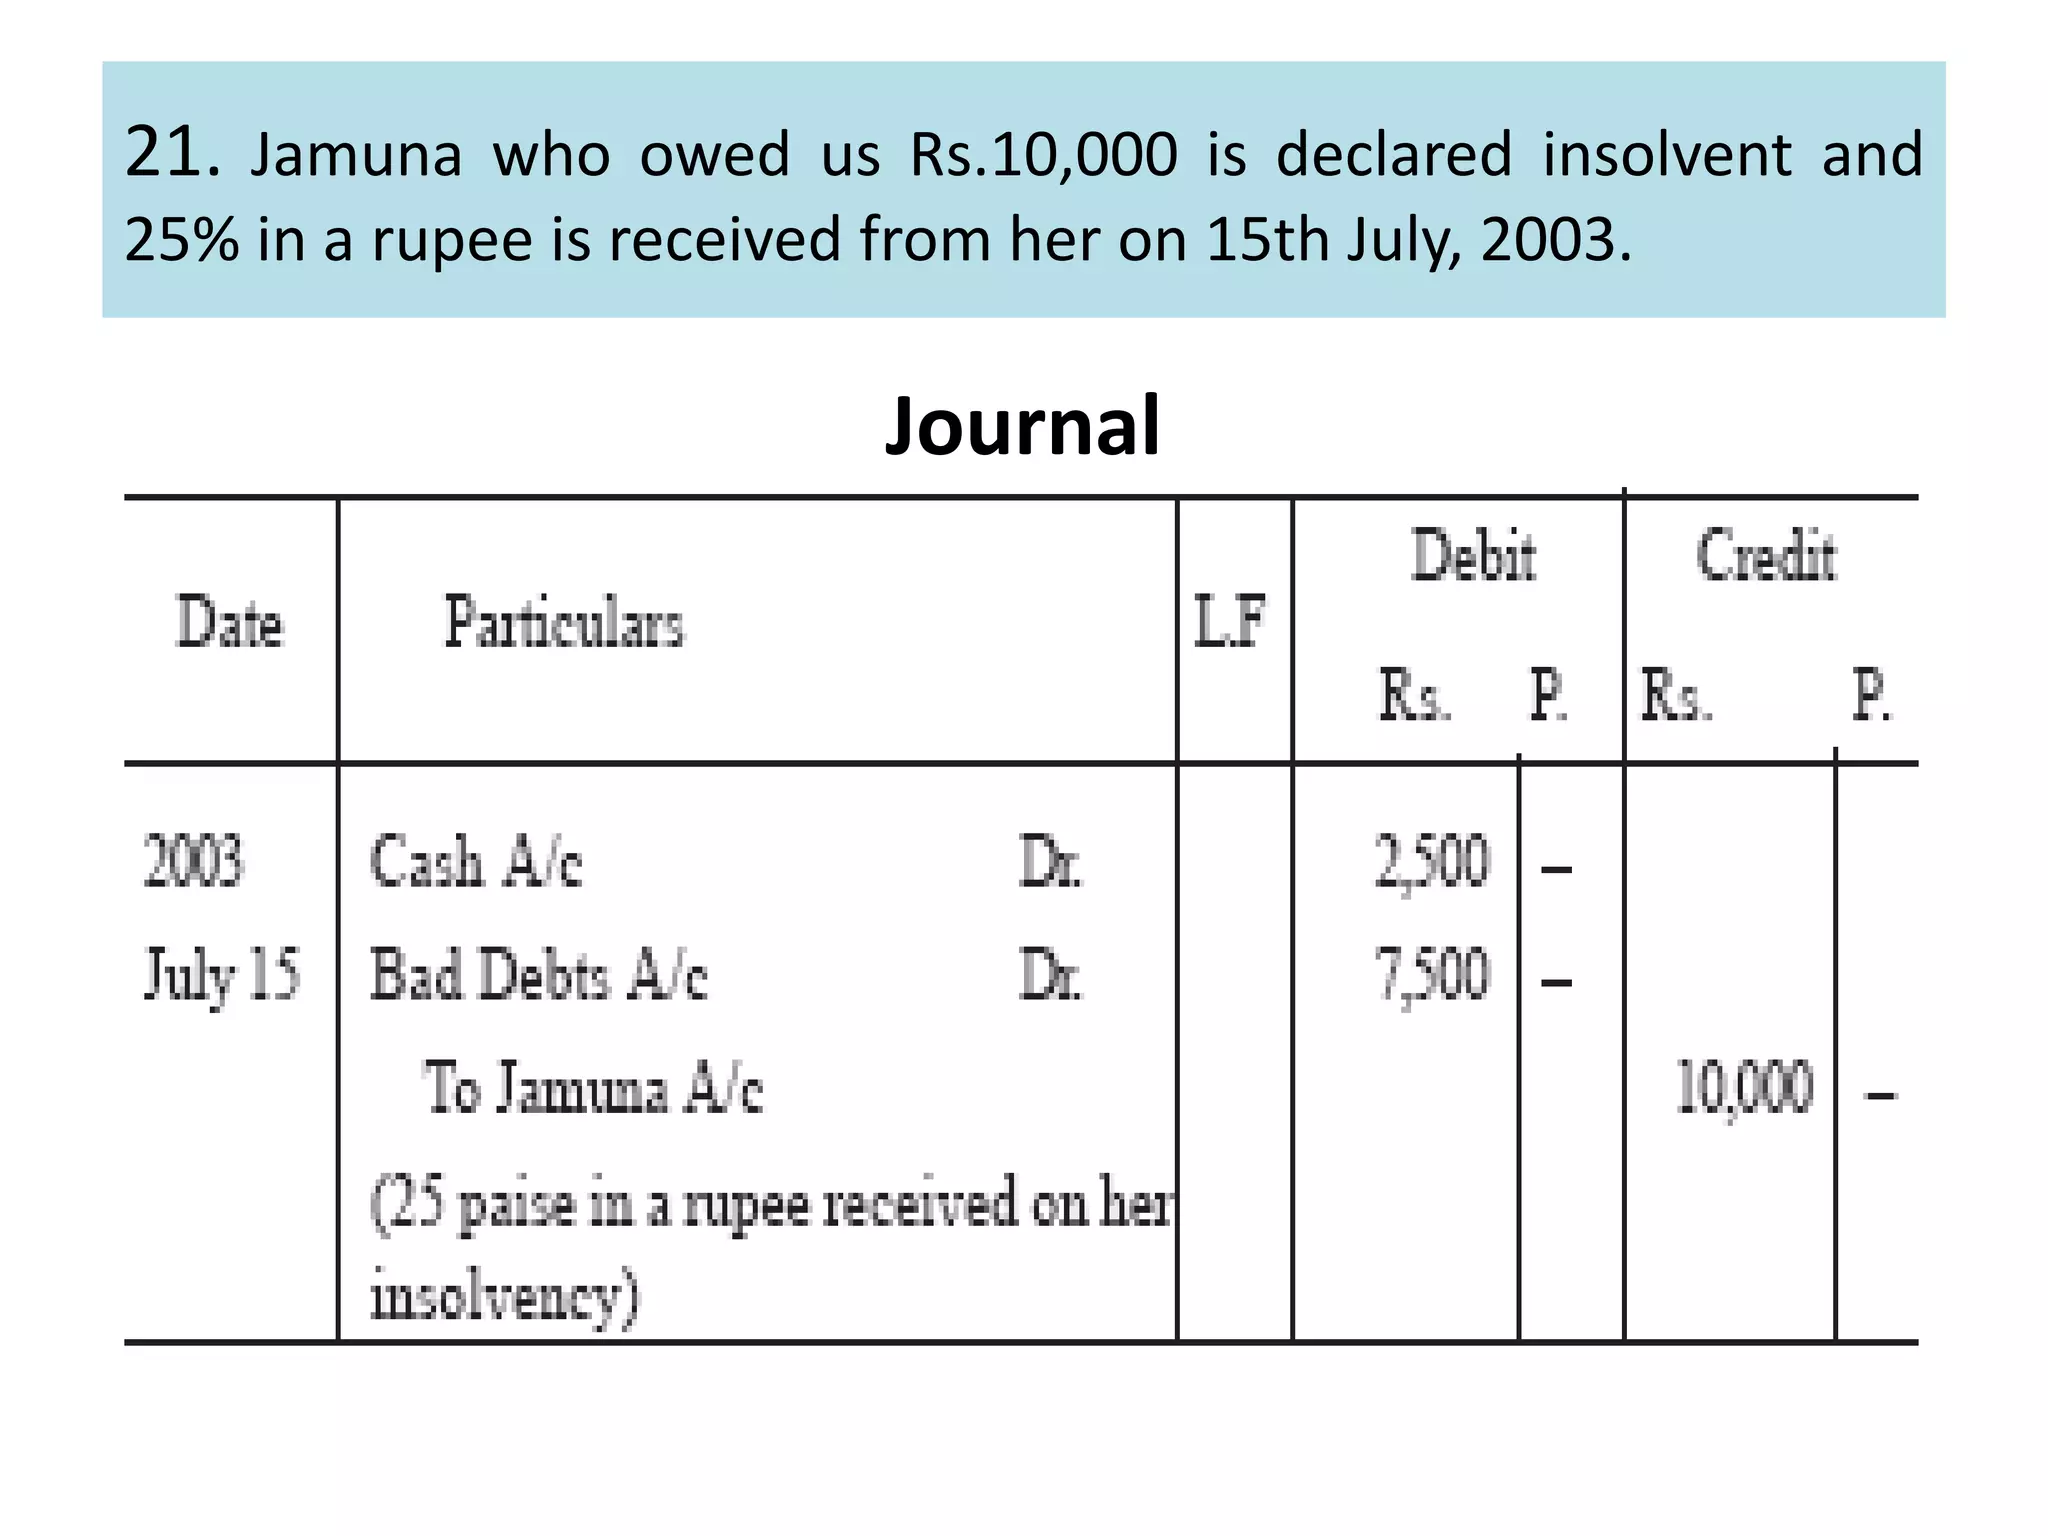 21. Jamuna who owed us Rs.10,000 is declared insolvent and
25% in a rupee is received from her on 15th July, 2003.
Journal
Date Particulars L.F Debit Credit
Rs. P. Rs. P.
2003 Cash A/c Dr. 2,500 –
July 15 Bad Debts A/c Dr. 7,500 –
To Jamuna A/c 10,000 –
(25 paise in a rupee received on her
insolvency)